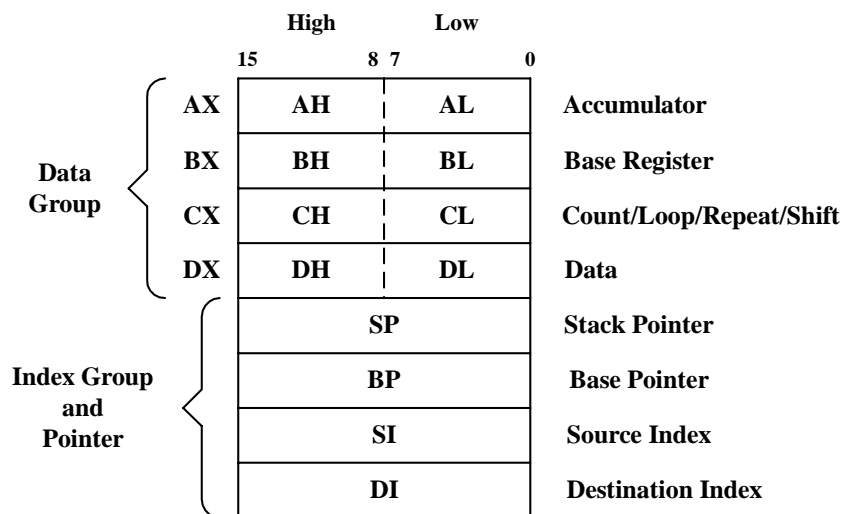 High Low
15 8 7 0
AX AH AL Accumulator
BX BH BL Base Register
Data
Group
CX CH CL Count/Loop/Repeat/Shift
DX DH DL Data
SP Stack Pointer
BP Base Pointer
Index Group
and
Pointer
SI Source Index
DI Destination Index